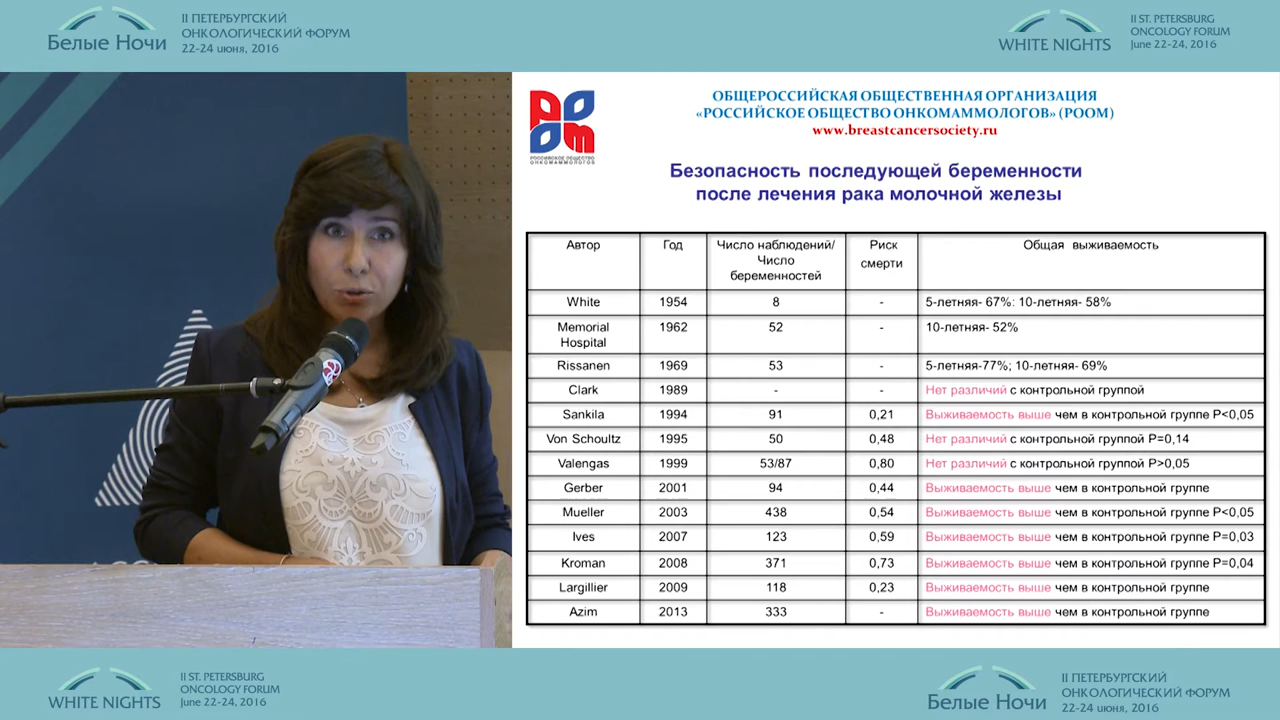 II ПЕТЕРБУРГСКИЙ
ОНКОЛОГИЧЕСКИЙ ФОРУМ
Белые Ночи
22-24 июня, 2016
II ST. PETERSBURG
ONCOLOGY FORUM
WHITE NIGHTS
June 22-24, 2016
РООМ
РОССИЙСКОЕ ОБЩЕСТВО
ОНКОМАММОЛОГОВ
ОБЩЕРОССИЙСКАЯ ОБЩЕСТВЕННАЯ ОРГАНИЗАЦИЯ
«РОССИЙСКОЕ ОБЩЕСТВО ОНКОМАММОЛОГОВ» (РООМ)
www.breastcancersociety.ru
Безопасность последующей беременности
после лечения рака молочной железы
Автор Год Число наблюдений/ Число беременностей Риск смерти Общая выживаемость
White 1954 8 - 5-летняя- 67%: 10-летняя- 58%
Memorial Hospital 1962 52 - 10-летняя- 52%
Rissanen 1969 53 - 5-летняя-77%; 10-летняя- 69%
Clark 1989 - - Нет различий с контрольной группой
Sankila 1994 91 0,21 Выживаемость выше чем в контрольной группе P<0,05
Von Schoultz 1995 50 0,48 Нет различий с контрольной группой P=0,14
Valengas 1999 53/87 0,80 Нет различий с контрольной группой P>0,05
Gerber 2001 94 0,44 Выживаемость выше чем в контрольной группе
Mueller 2003 438 0,54 Выживаемость выше чем в контрольной группе P<0,05
Ives 2007 123 0,59 Выживаемость выше чем в контрольной группе P=0,03
Kroman 2008 371 0,73 Выживаемость выше чем в контрольной группе P=0,04
Largillier 2009 118 0,23 Выживаемость выше чем в контрольной группе
Azim 2013 333 - Выживаемость выше чем в контрольной группе
II ST. PETERSBURG
ONCOLOGY FORUM
WHITE NIGHTS
June 22-24, 2016
II ПЕТЕРБУРГСКИЙ
ОНКОЛОГИЧЕСКИЙ ФОРУМ
Белые Ночи
22-24 июня, 2016